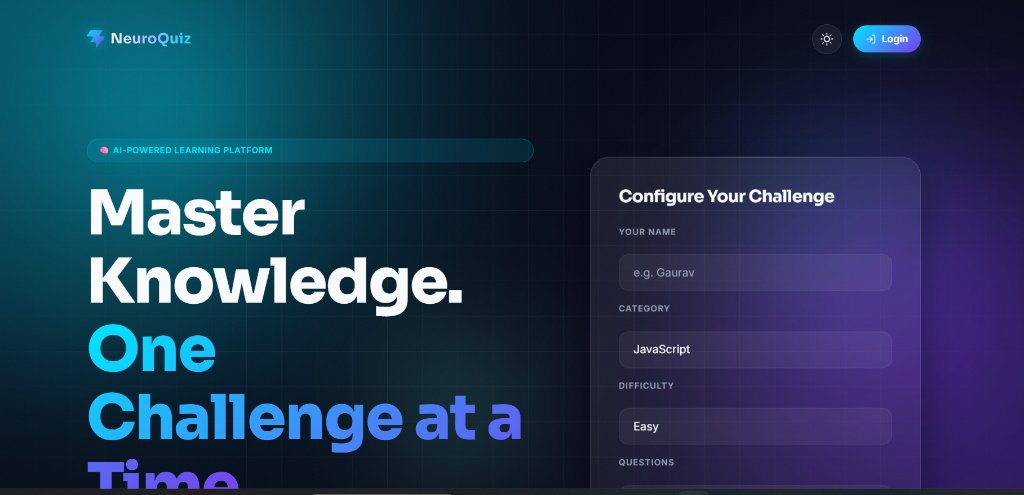 NeuroQuiz
Login
AI-POWERED LEARNING PLATFORM
Master
Knowledge.
One
Challenge at a
Time
Configure Your Challenge
YOUR NAME
e.g. Gaurav
CATEGORY
JavaScript
DIFFICULTY
Easy
QUESTIONS